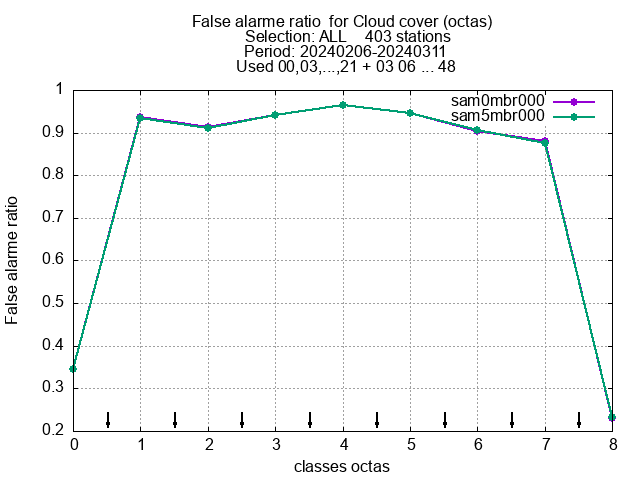 False alarme ratio  for Cloud cover (octas)
Selection: ALL    403 stations
Period: 20240206-20240311
Used 00,03,...,21 + 03 06 ... 48
sam0mbr000
sam5mbr000
1
0.9
0.8
0.7
0.6
0.5
0.4
0.3
0.2
False alarme ratio
0 1 2 3 4 5 6 7 8
classes octas